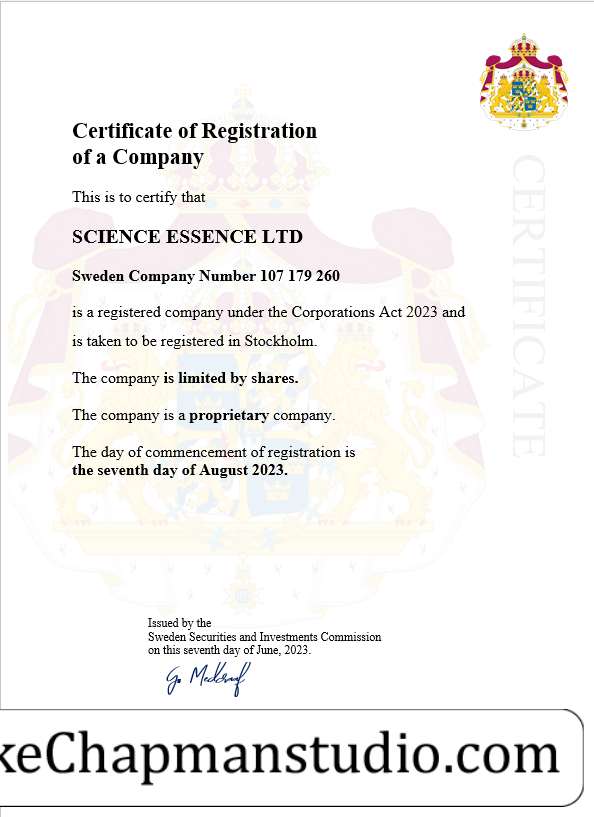 Certificate of Registration
of a Company
This is to certify that
SCIENCE ESSENCE LTD
Sweden Company Number 107 179 260
is a registered company under the Corporations Act 2023 and
is taken to be registered in Stockholm.
The company is limited by shares.
The company is a proprietary company.
The day of commencement of registration is
the seventh day of August 2023.
CERTIFICATE
Issued by the
Sweden Securities and Investments Commission
on this seventh day of June, 2023.
keChapmanstudio.com